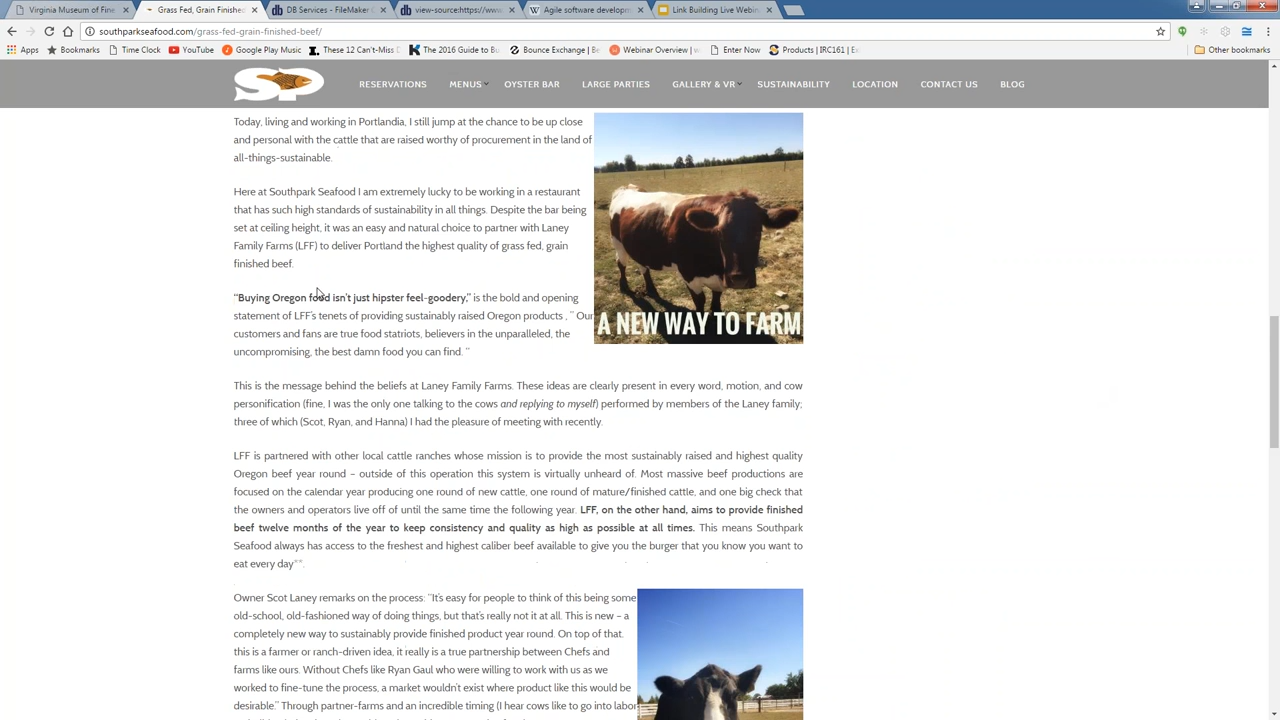 Virginia Museum of Fine
Grass Fed, Grain Finished
DB Services - FileMaker C
view-source:https://www.
Agile software developm
Link Building Live Webin
southparkseafood.com/grass-fed-grain-finished-beef/
Apps
Bookmarks
Time Clock
YouTube
Google Play Music
These 12 Can't-Miss D
The 2016 Guide to Bu
Bounce Exchange | Be
Webinar Overview | w
Enter Now
Products | IRC161 | E
Other bookmarks
SP
RESERVATIONS
MENUS
OYSTER BAR
LARGE PARTIES
GALLERY & VR
SUSTAINABILITY
LOCATION
CONTACT US
BLOG
Today, living and working in Portlandia, I still jump at the chance to be up close
and personal with the cattle that are raised worthy of procurement in the land of
all-things-sustainable.
Here at Southpark Seafood I am extremely lucky to be working in a restaurant
that has such high standards of sustainability in all things. Despite the bar being
set at ceiling height, it was an easy and natural choice to partner with Laney
Family Farms (LFF) to deliver Portland the highest quality of grass fed, grain
finished beef.
“Buying Oregon food isn't just hipster feel-goodery,” is the bold and opening
statement of LFF's tenets of providing sustainably raised Oregon products , ” Our
customers and fans are true food statriots, believers in the unparalleled, the
uncompromising, the best damn food you can find. ”
A NEW WAY TO FARM
This is the message behind the beliefs at Laney Family Farms. These ideas are clearly present in every word, motion, and cow
personification (fine, I was the only one talking to the cows and replying to myself) performed by members of the Laney family;
three of which (Scot, Ryan, and Hanna) I had the pleasure of meeting with recently.
LFF is partnered with other local cattle ranches whose mission is to provide the most sustainably raised and highest quality
Oregon beef year round – outside of this operation this system is virtually unheard of. Most massive beef productions are
focused on the calendar year producing one round of new cattle, one round of mature/finished cattle, and one big check that
the owners and operators live off of until the same time the following year. LFF, on the other hand, aims to provide finished
beef twelve months of the year to keep consistency and quality as high as possible at all times. This means Southpark
Seafood always has access to the freshest and highest caliber beef available to give you the burger that you know you want to
eat every day**.
Owner Scot Laney remarks on the process: “It's easy for people to think of this being some
old-school, old-fashioned way of doing things, but that's really not it at all. This is new – a
completely new way to sustainably provide finished product year round. On top of that,
this is a farmer or ranch-driven idea, it really is a true partnership between Chefs and
farms like ours. Without Chefs like Ryan Gaul who were willing to work with us as we
worked to fine-tune the process, a market wouldn't exist where product like this would be
desirable.” Through partner-farms and an incredible timing (I hear cows like to go into labor